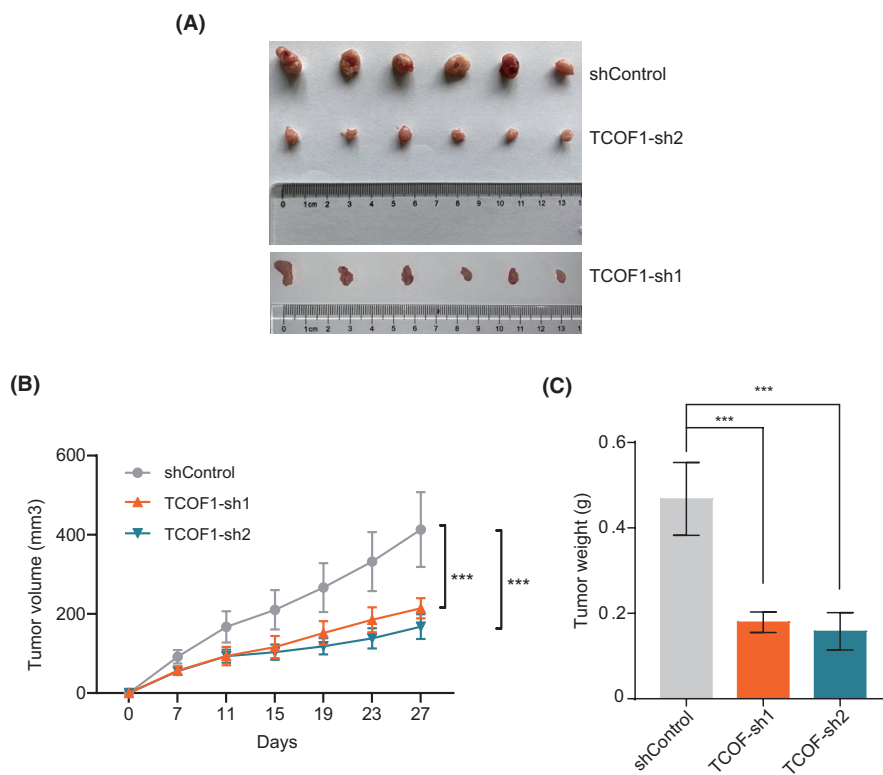 (A)
shControl
TCOF1-sh2
0 1cm 2 3 4 5 6 7 8 9 10 11 12 13
TCOF1-sh1
0 1cm 2 3 4 5 6 7 8 9 10 11 12 13
(B)
600
400
200
0
Tumor volume (mm3)
shControl
TCOF1-sh1
TCOF1-sh2
***
***
0 7 11 15 19 23 27
Days
(C)
***
***
0.6
0.4
0.2
0
Tumor weight (g)
shControl
TCOF-sh1
TCOF-sh2